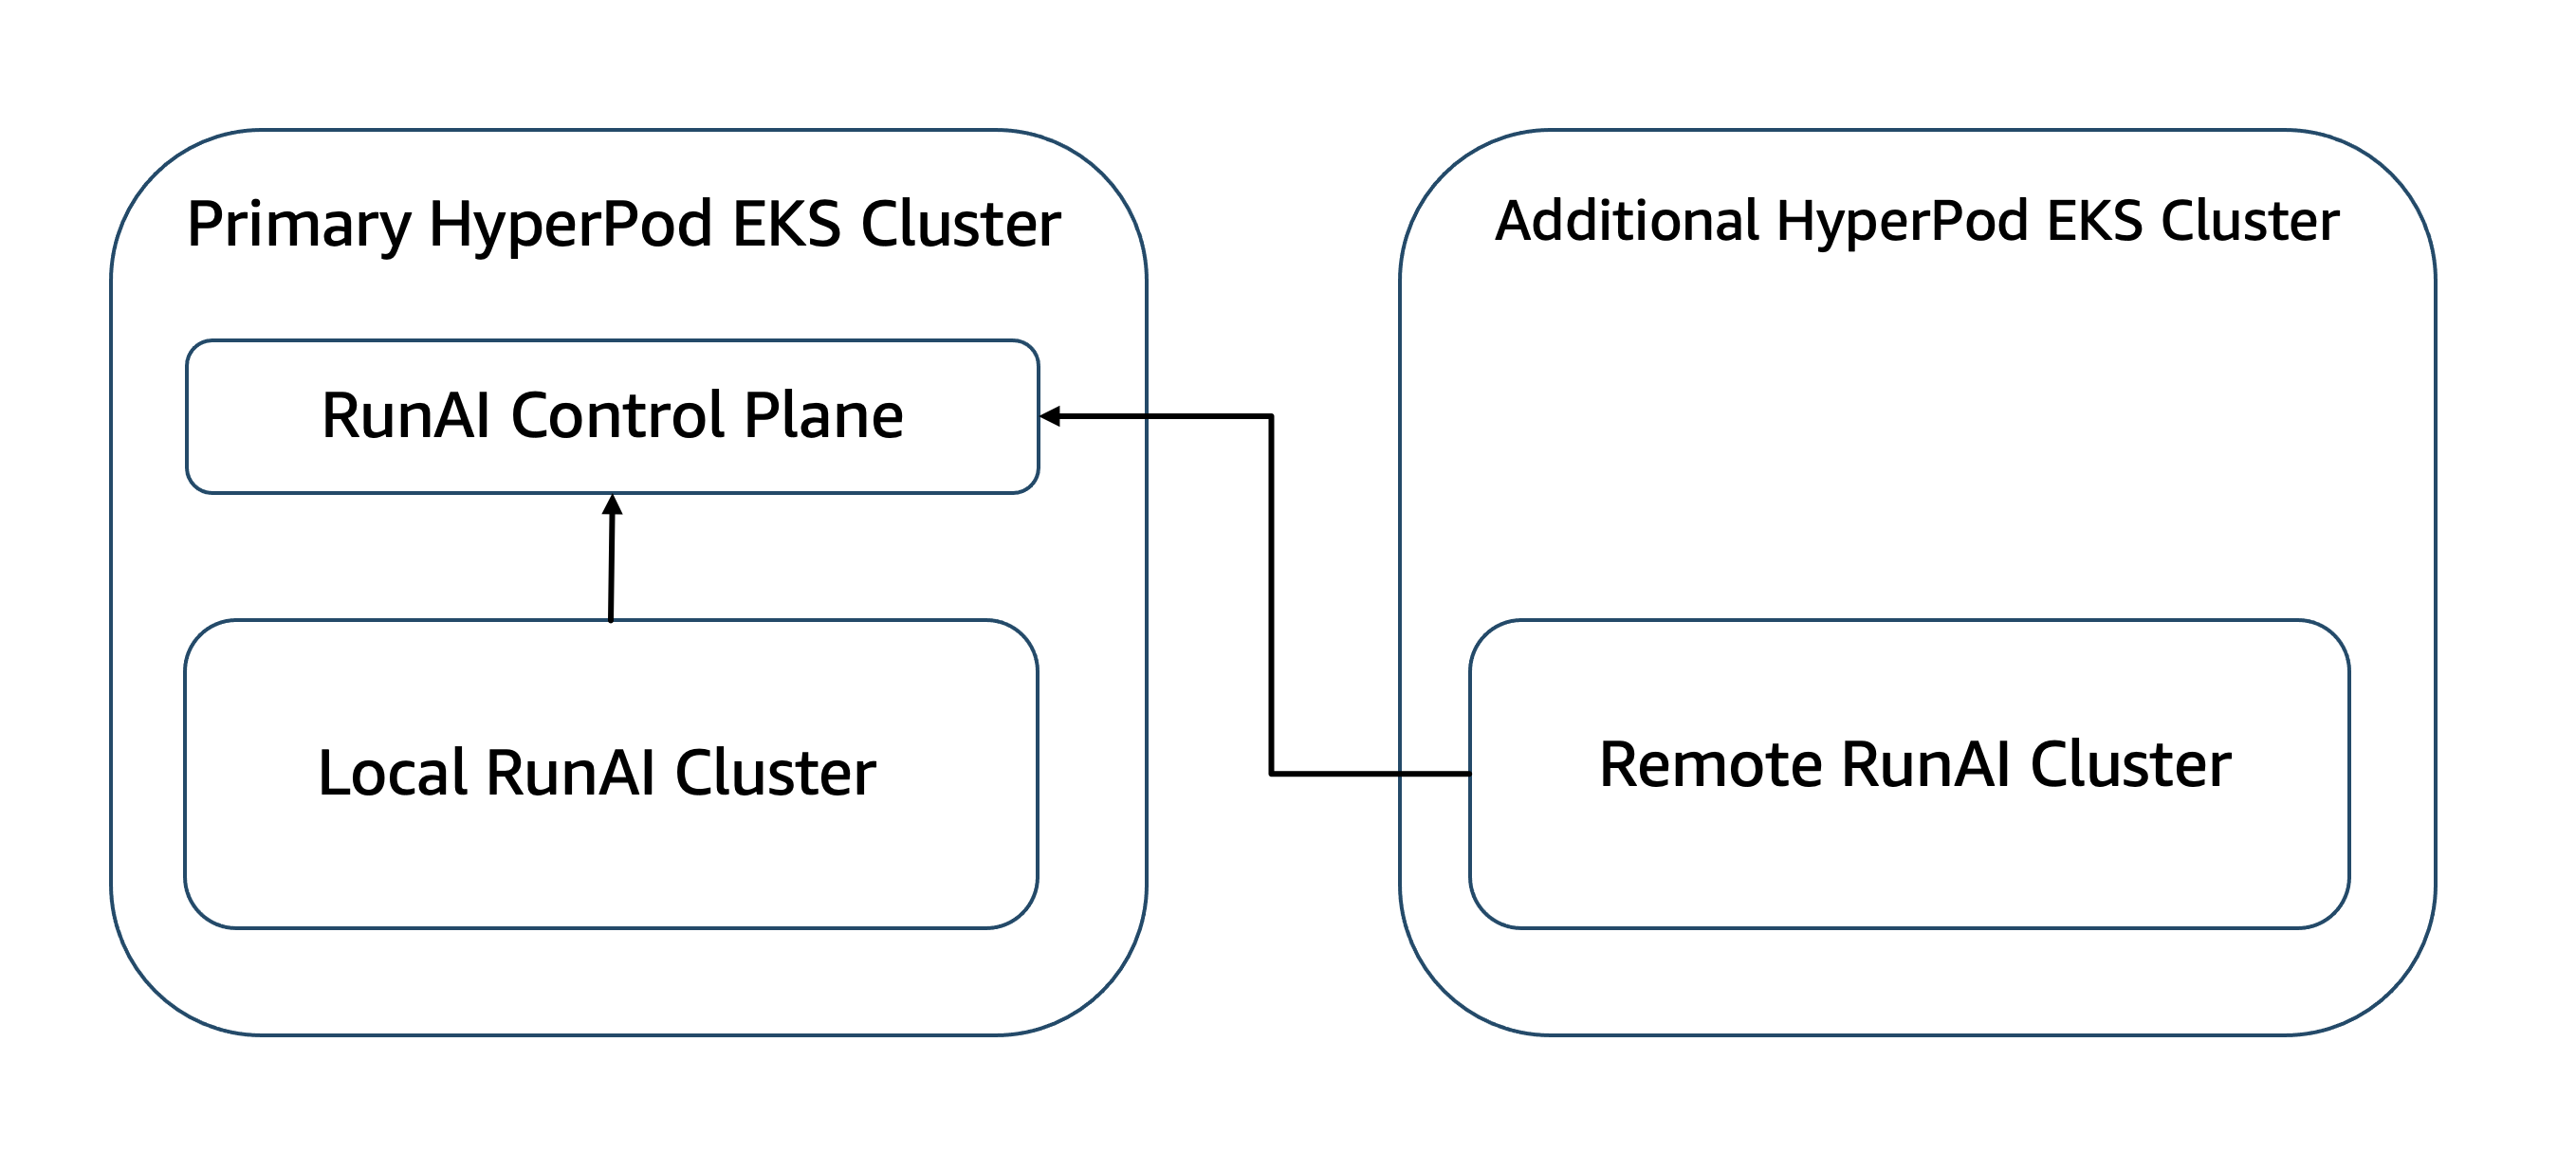 Primary HyperPod EKS Cluster
RunAI Control Plane
Local RunAI Cluster
Additional HyperPod EKS Cluster
Remote RunAI Cluster